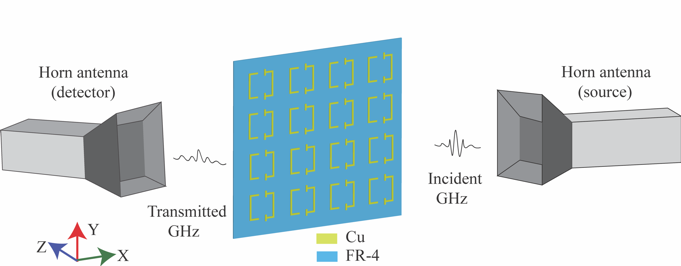 Horn antenna
(detector)
Horn antenna
(source)
Transmitted
GHz
Incident
GHz
Y
Z
X
Cu
FR-4